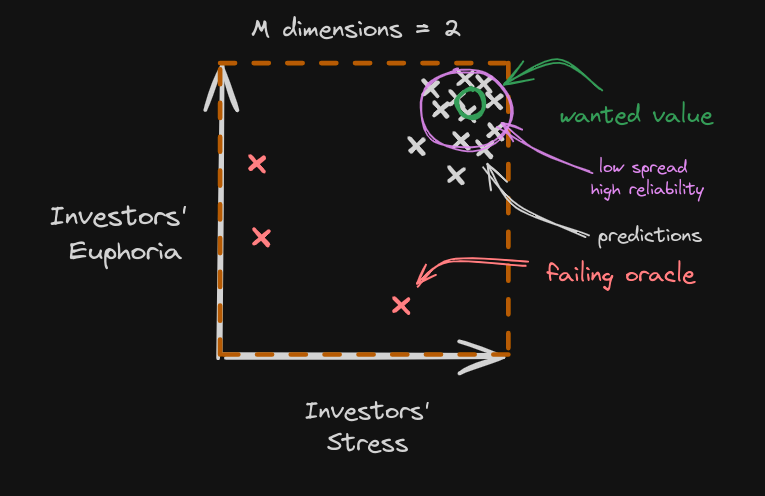 M dimensions = 2
wanted value
low spread
high reliability
Investors'
Euphoria
predictions
failing oracle
Investors'
Stress